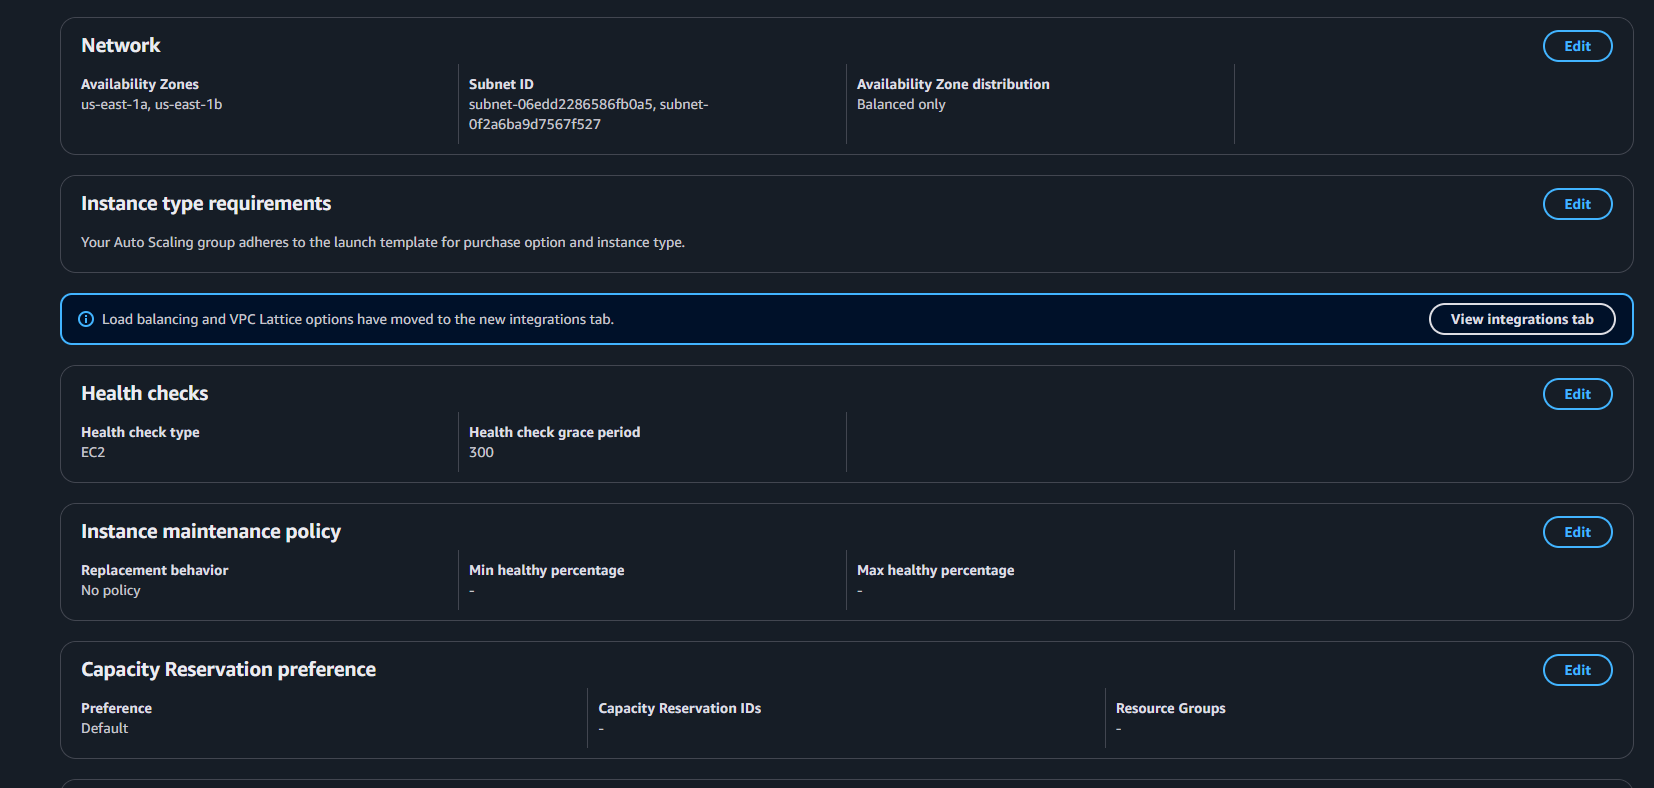 Network
Edit
Availability Zones
us-east-1a, us-east-1b
Subnet ID
subnet-06edd2286586fb0a5, subnet-
0f2a6ba9d7567f527
Availability Zone distribution
Balanced only
Instance type requirements
Edit
Your Auto Scaling group adheres to the launch template for purchase option and instance type.
Load balancing and VPC Lattice options have moved to the new integrations tab.
View integrations tab
Health checks
Edit
Health check type
EC2
Health check grace period
300
Instance maintenance policy
Edit
Replacement behavior
No policy
Min healthy percentage
-
Max healthy percentage
-
Capacity Reservation preference
Edit
Preference
Default
Capacity Reservation IDs
-
Resource Groups
-